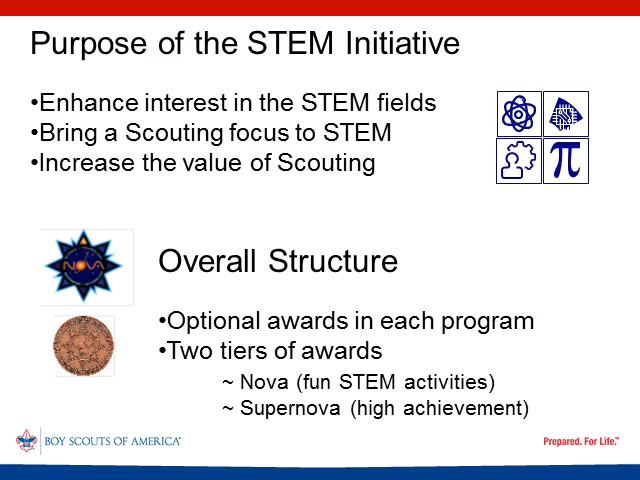 Purpose of the STEM Initiative
•Enhance interest in the STEM fields
•Bring a Scouting focus to STEM
•Increase the value of Scouting
π
NOVA
Overall Structure
•Optional awards in each program
•Two tiers of awards
~ Nova (fun STEM activities)
~ Supernova (high achievement)
BOY SCOUTS OF AMERICA®
Prepared. For Life.™